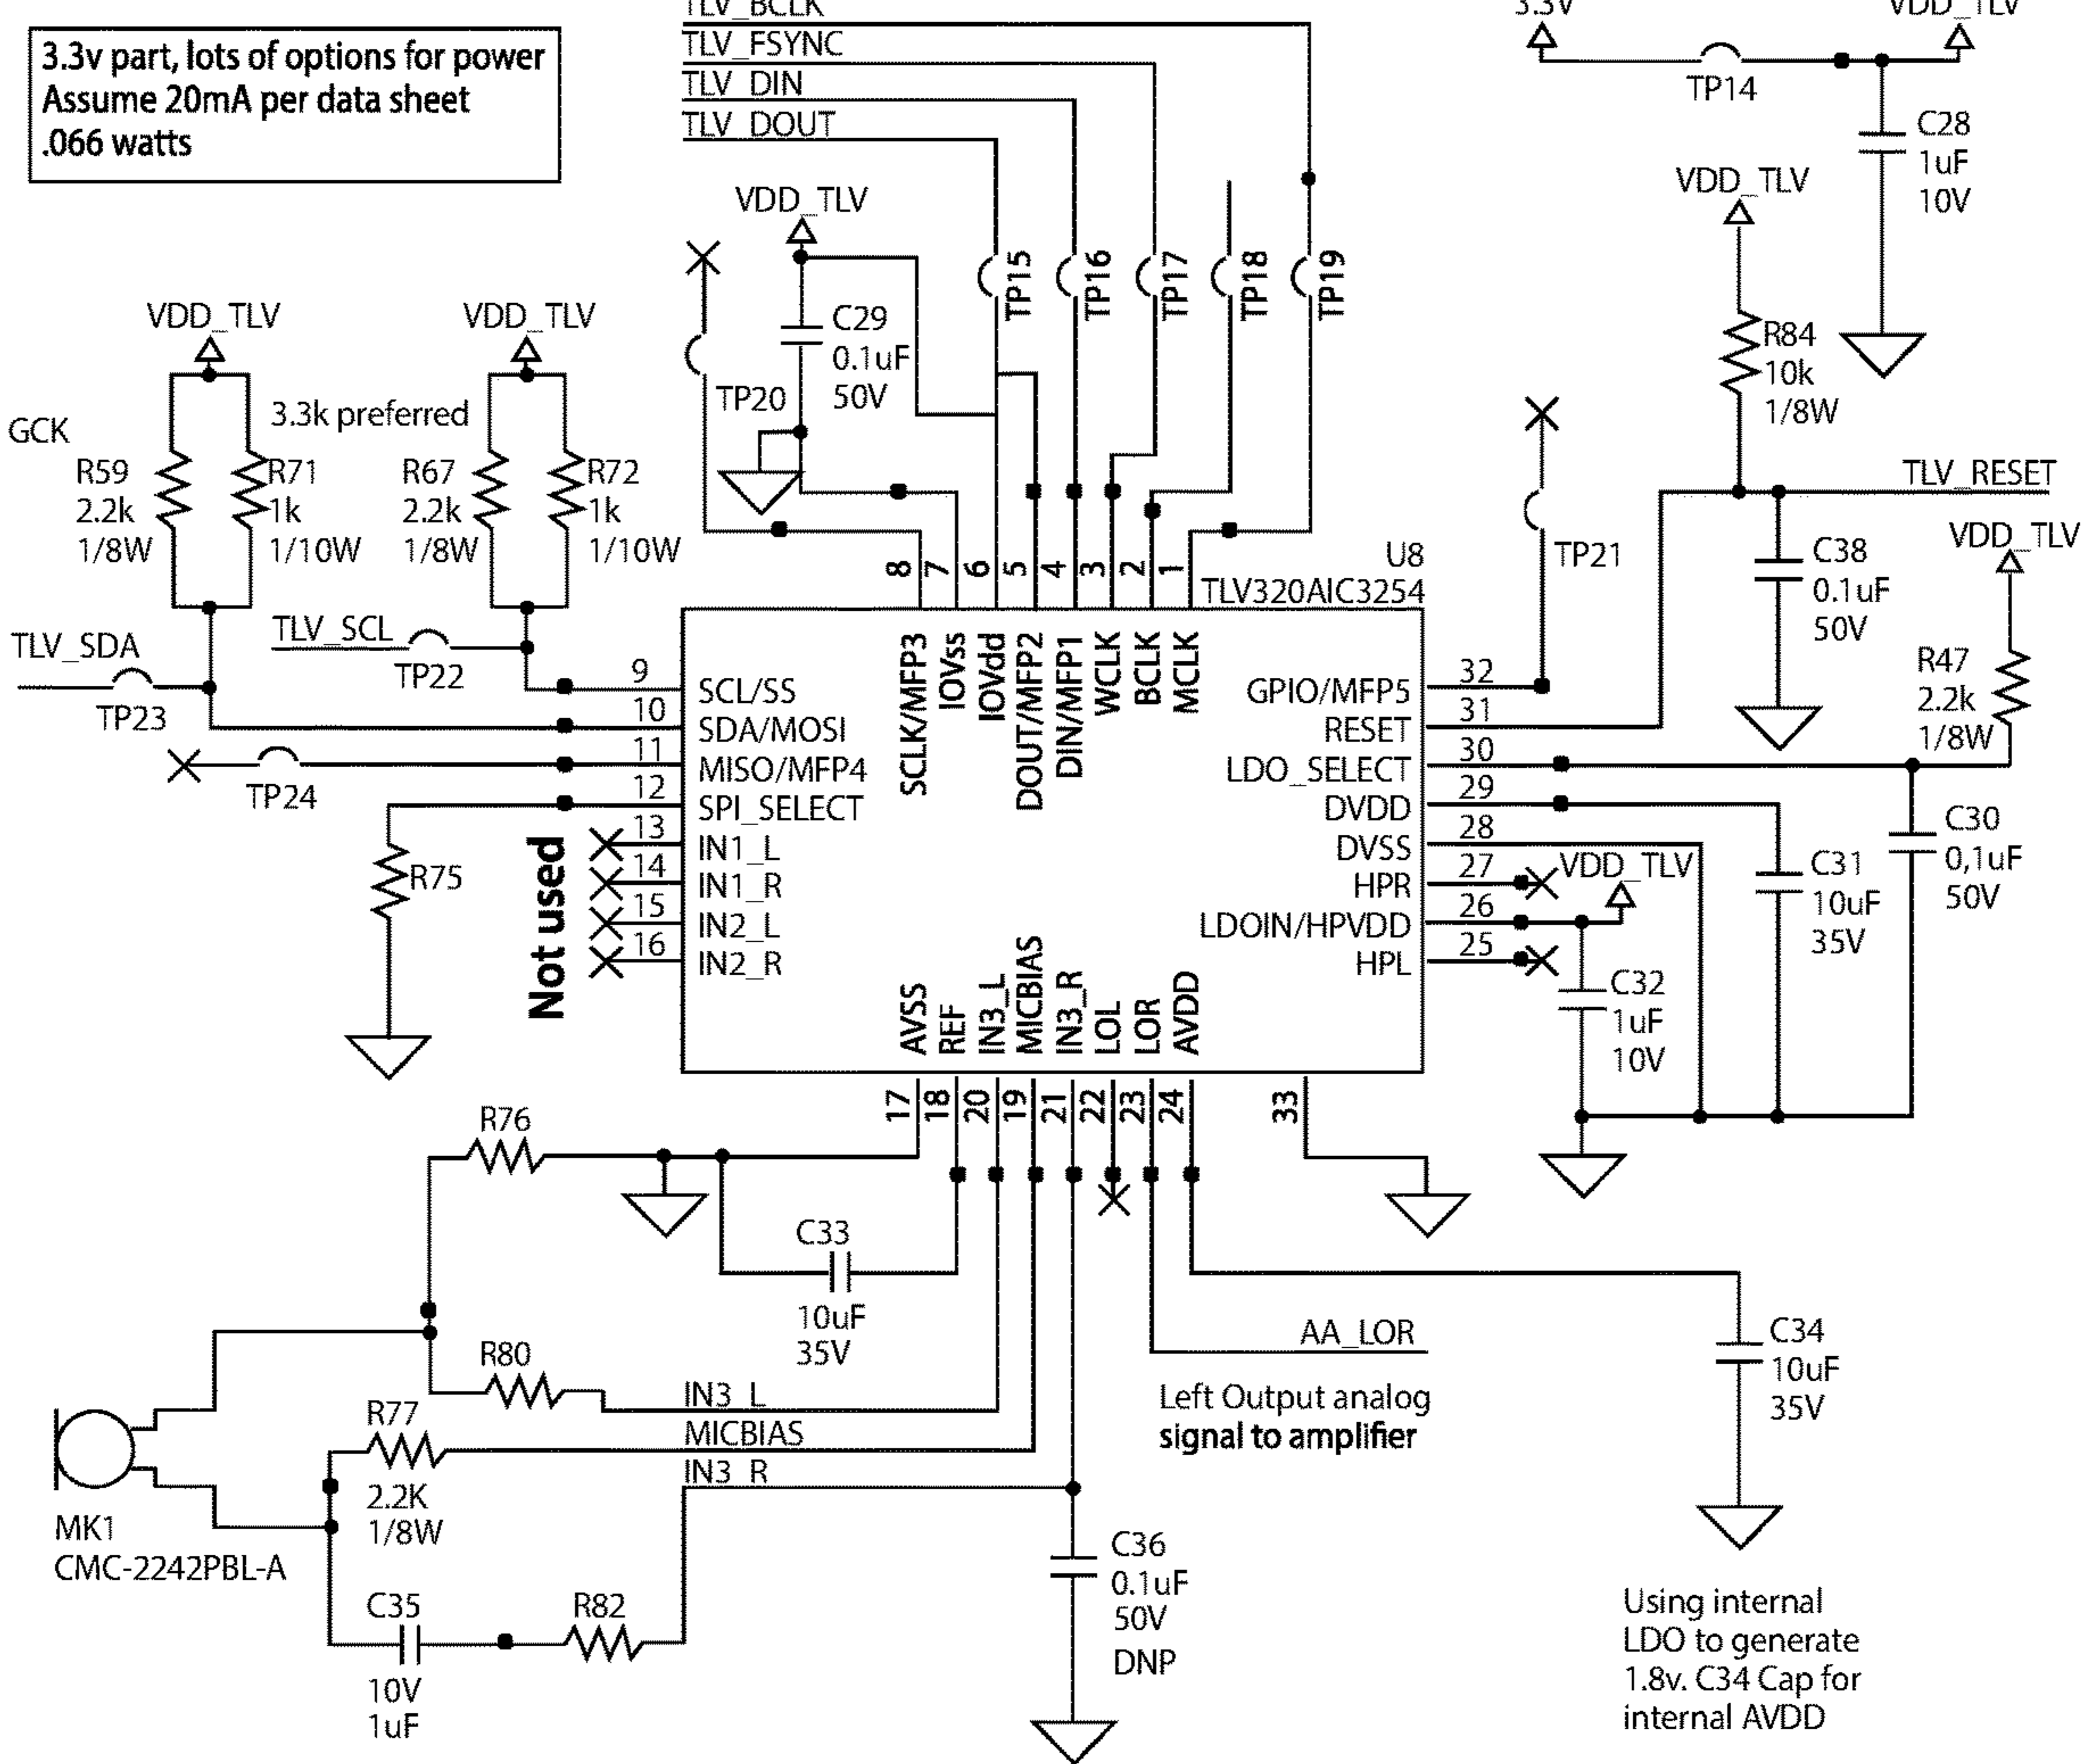 TLV_BCLK
TLV_FSYNC
TLV_DIN
TLV_DOUT
3.3v part, lots of options for power
Assume 20mA per data sheet
.066 watts
3.3V
VDD_TLV
TP14
C28
1uF
10V
VDD_TLV
R84
10k
1/8W
TLV_RESET
C38
0.1uF
50V
VDD_TLV
R47
2.2k
1/8W
VDD_TLV
C29
0.1uF
50V
TP20
TP15
TP16
TP17
TP18
TP19
TP21
GCK
VDD_TLV
R59
2.2k
1/8W
R71
1k
1/10W
3.3k preferred
VDD_TLV
R67
2.2k
1/8W
R72
1k
1/10W
TLV_SCL
TP22
TLV_SDA
TP23
TP24
R75
Not used
U8
TLV320AIC3254
8
7
6
5
4
3
2
1
SCLK/MFP3
IOVss
IOVdd
DOUT/MFP2
DIN/MFP1
WCLK
BCLK
MCLK
9
SCL/SS
10
SDA/MOSI
11
MISO/MFP4
12
SPI_SELECT
13
IN1_L
14
IN1_R
15
IN2_L
16
IN2_R
GPIO/MFP5
32
RESET
31
LDO_SELECT
30
DVDD
29
DVSS
28
HPR
27
LDOIN/HPVDD
26
HPL
25
AVSS
REF
IN3_L
MICBIAS
IN3_R
LOL
LOR
AVDD
17
18
20
19
21
22
23
24
33
VDD_TLV
C32
1uF
10V
C31
10uF
35V
C30
0,1uF
50V
R76
C33
10uF
35V
R80
IN3_L
R77
MICBIAS
2.2K
1/8W
IN3_R
MK1
CMC-2242PBL-A
C35
10V
1uF
R82
C36
0.1uF
50V
DNP
AA_LOR
Left Output analog
signal to amplifier
C34
10uF
35V
Using internal
LDO to generate
1.8v. C34 Cap for
internal AVDD